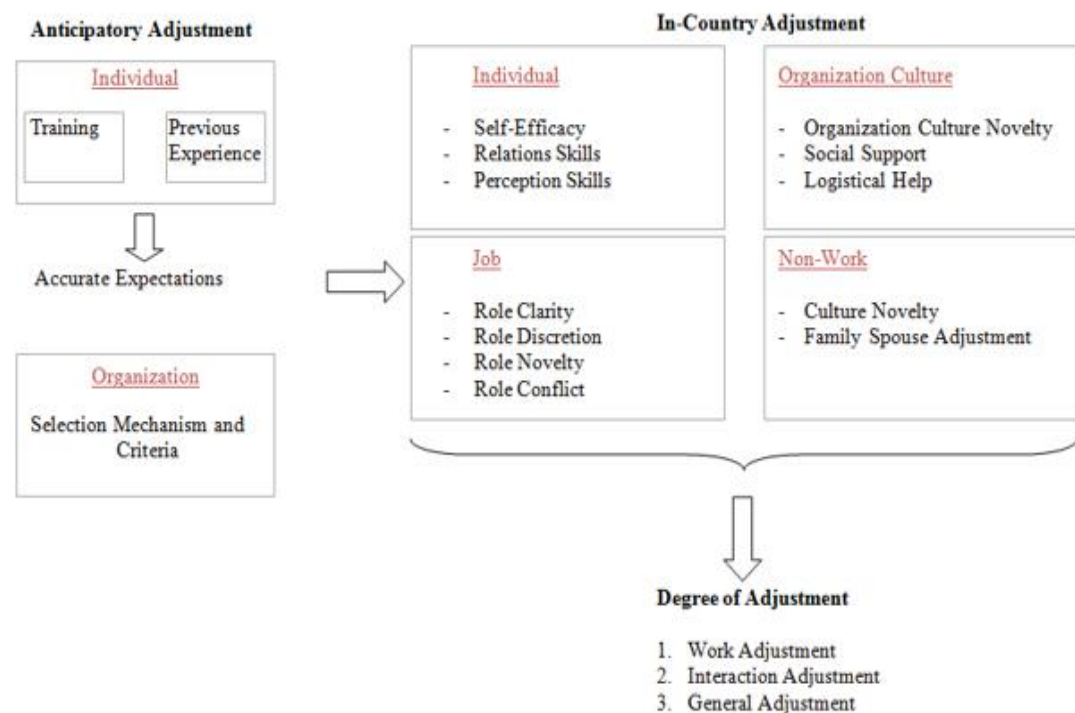 Anticipatory Adjustment
Individual
Training
Previous
Experience
Accurate Expectations
Organization
Selection Mechanism and
Criteria
In-Country Adjustment
Individual
- Self-Efficacy
- Relations Skills
- Perception Skills
Organization Culture
- Organization Culture Novelty
- Social Support
- Logistical Help
Job
- Role Clarity
- Role Discretion
- Role Novelty
- Role Conflict
Non-Work
- Culture Novelty
- Family Spouse Adjustment
Degree of Adjustment
1. Work Adjustment
2. Interaction Adjustment
3. General Adjustment